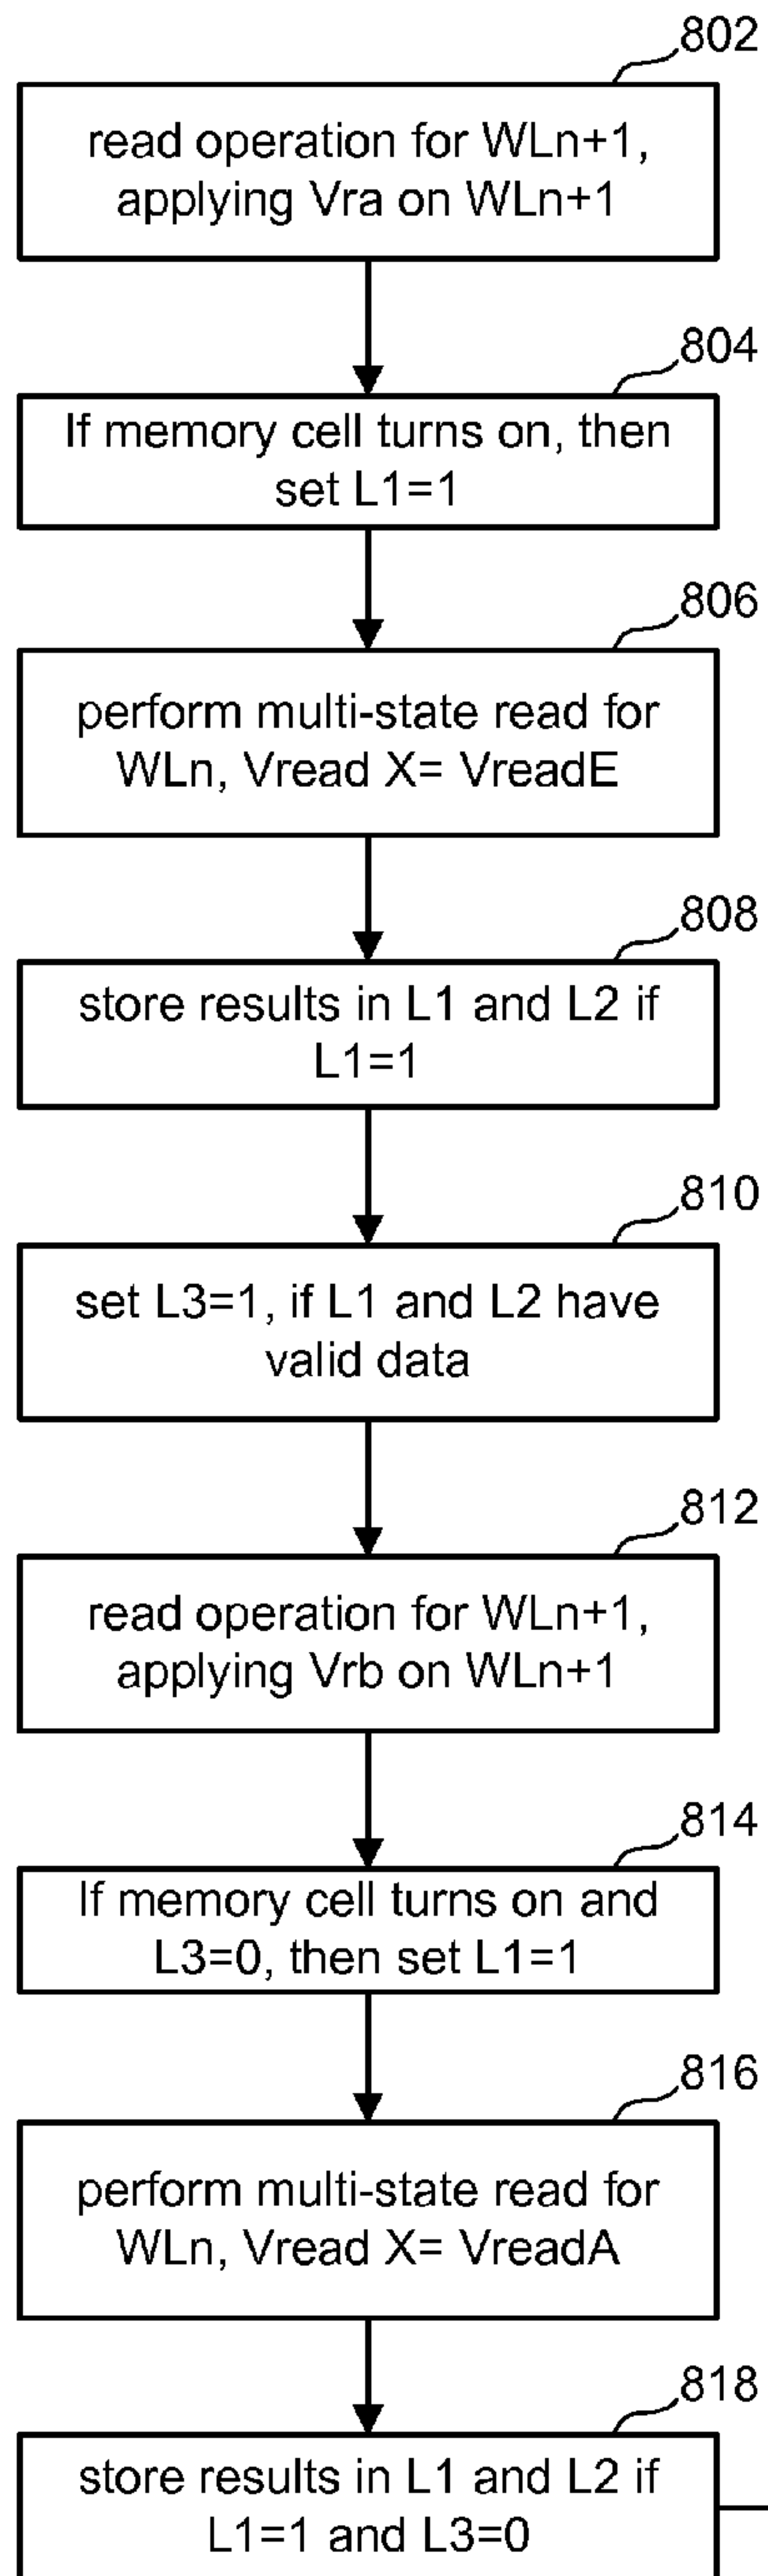 802
read operation for WLn+1,
applying Vra on WLn+1
804
If memory cell turns on, then
set L1=1
806
perform multi-state read for
WLn, Vread X= VreadE
808
store results in L1 and L2 if
L1=1
810
set L3=1, if L1 and L2 have
valid data
812
read operation for WLn+1,
applying Vrb on WLn+1
814
If memory cell turns on and
L3=0, then set L1=1
816
perform multi-state read for
WLn, Vread X= VreadA
818
store results in L1 and L2 if
L1=1 and L3=0